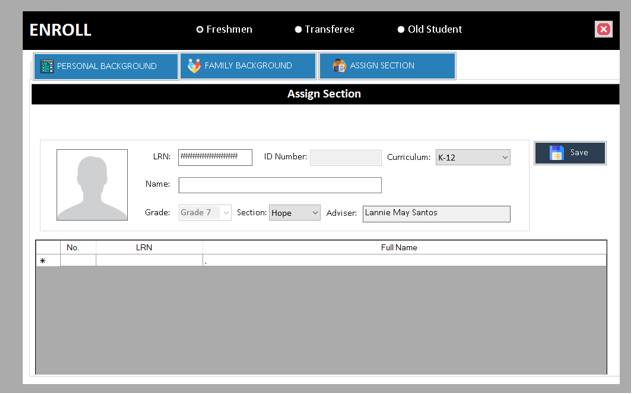 ENROLL Freshmen Transferee Old Student
PERSONAL BACKGROUND FAMILY BACKGROUND ASSIGN SECTION
Assign Section
LRN: ID Number: Curriculum: K-12 Save
Name:
Grade: Grade 7 Section: Hope Adviser: Lannie May Santos
No. LRN Full Name